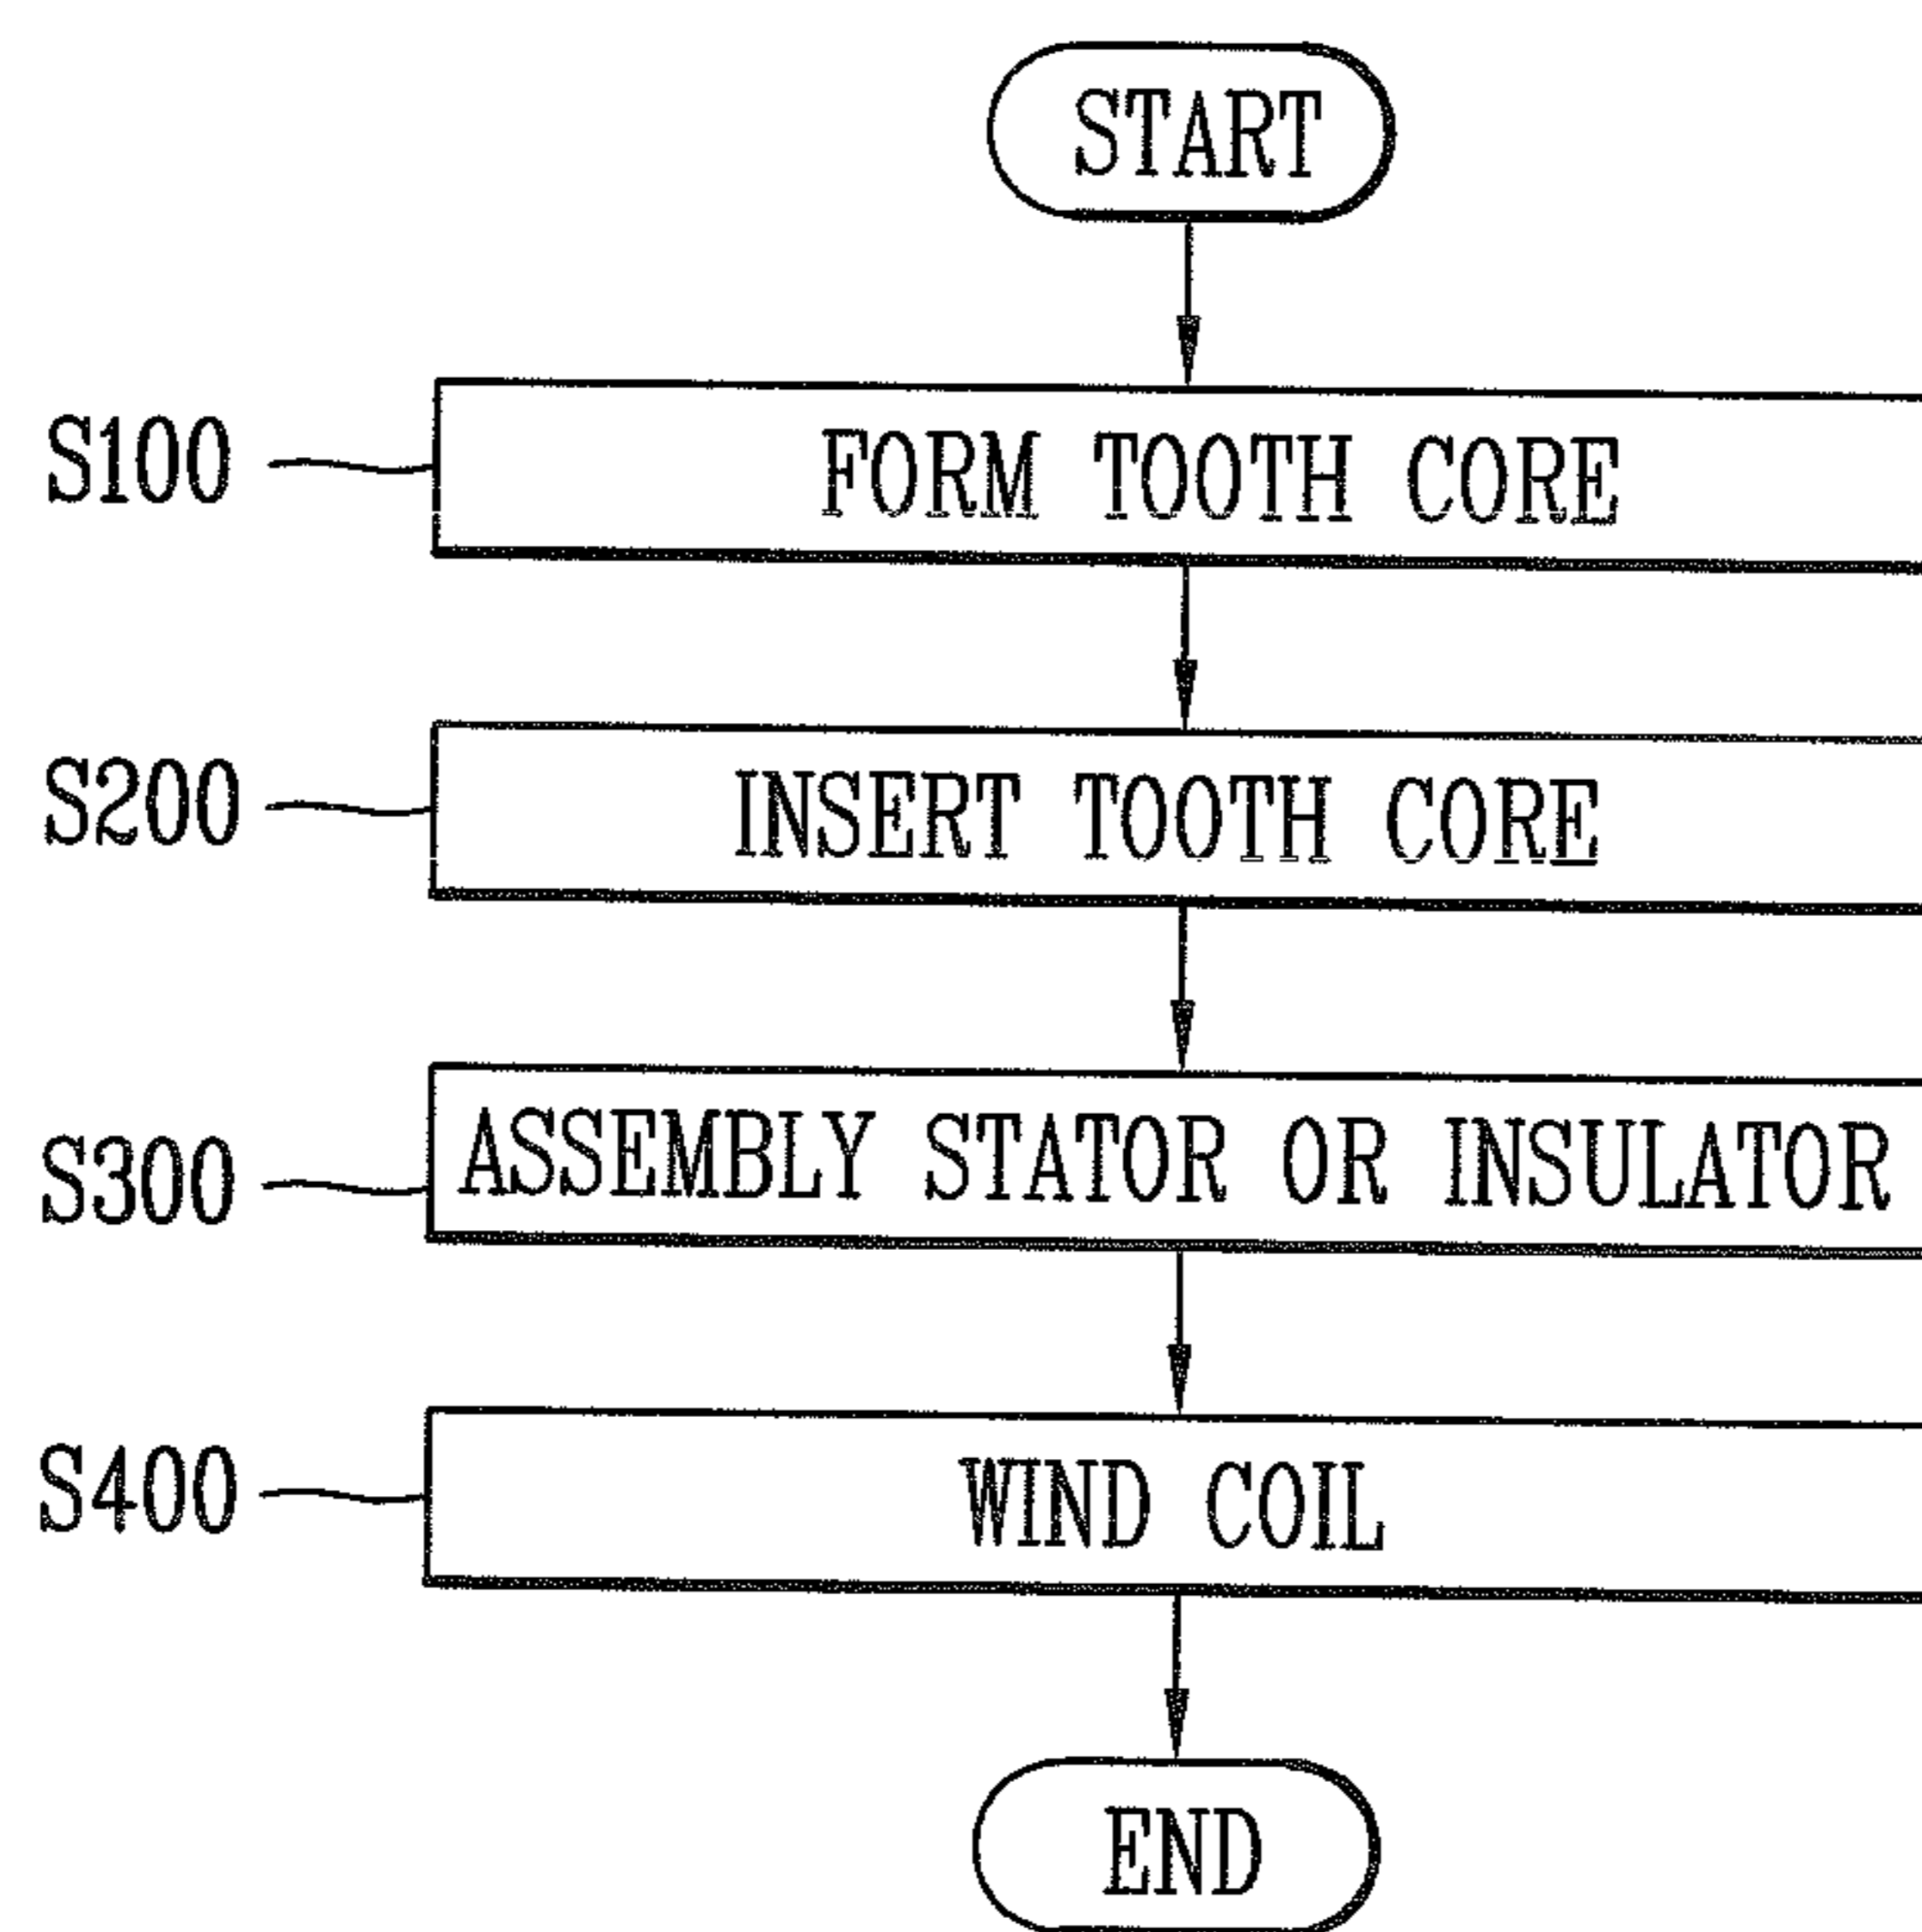 START
S100 FORM TOOTH CORE
S200 INSERT TOOTH CORE
S300 ASSEMBLY STATOR OR INSULATOR
S400 WIND COIL
END